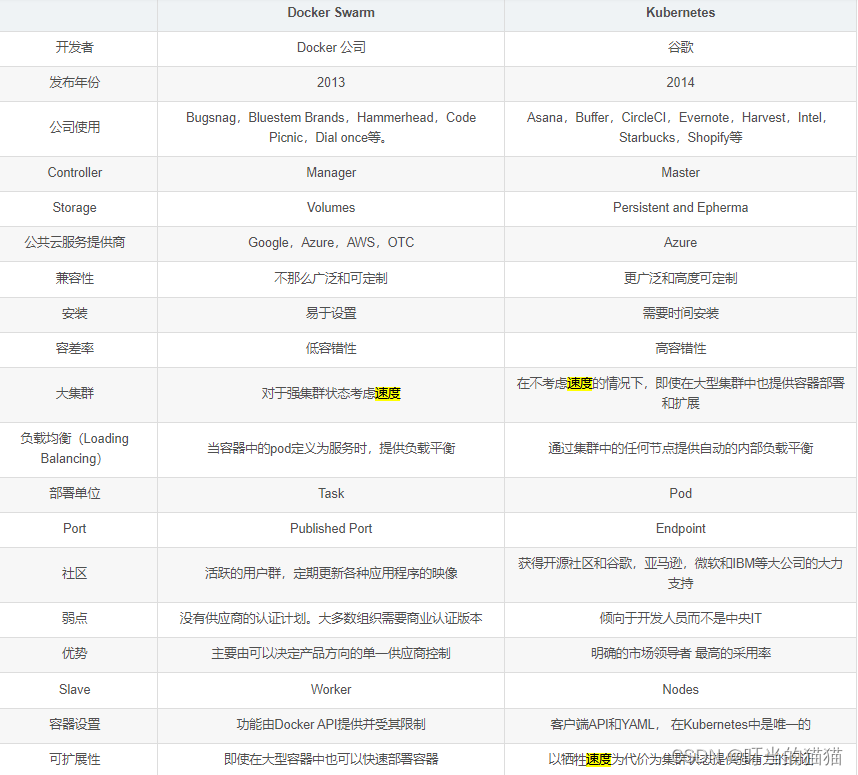 Docker Swarm Kubernetes
开发者 Docker 公司 谷歌
发布年份 2013 2014
公司使用 Bugsnag，Bluestem Brands，Hammerhead，Code Picnic，Dial once等。 Asana，Buffer，CircleCI，Evernote，Harvest，Intel，Starbucks，Shopify等
Controller Manager Master
Storage Volumes Persistent and Epherma
公共云服务提供商 Google，Azure，AWS，OTC Azure
兼容性 不那么广泛和可定制 更广泛和高度可定制
安装 易于设置 需要时间安装
容差率 低容错性 高容错性
大集群 对于强集群状态考虑速度 在不考虑速度的情况下，即使在大型集群中也提供容器部署和扩展
负载均衡（Loading Balancing） 当容器中的pod定义为服务时，提供负载平衡 通过集群中的任何节点提供自动的内部负载平衡
部署单位 Task Pod
Port Published Port Endpoint
社区 活跃的用户群，定期更新各种应用程序的映像 获得开源社区和谷歌，亚马逊，微软和IBM等大公司的大力支持
弱点 没有供应商的认证计划。大多数组织需要商业认证版本 倾向于开发人员而不是中央IT
优势 主要由可以决定产品方向的单一供应商控制 明确的市场领导者 最高的采用率
Slave Worker Nodes
容器设置 功能由Docker API提供并受其限制 客户端API和YAML， 在Kubernetes中是唯一的
可扩展性 即使在大型容器中也可以快速部署容器 以牺牲速度为代价为集群状态提供强有力的保证
CSDN @叮当的猫猫